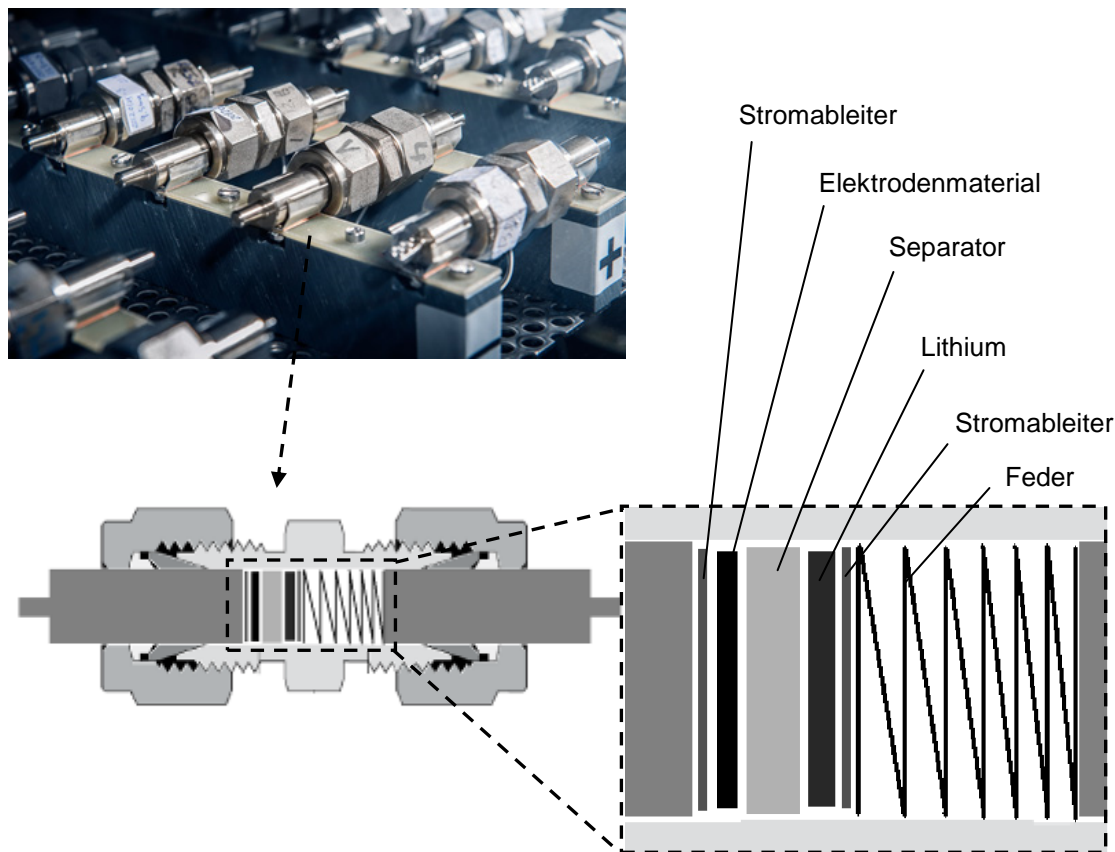 Stromableiter
Elektrodenmaterial
Separator
Lithium
Stromableiter
Feder
+